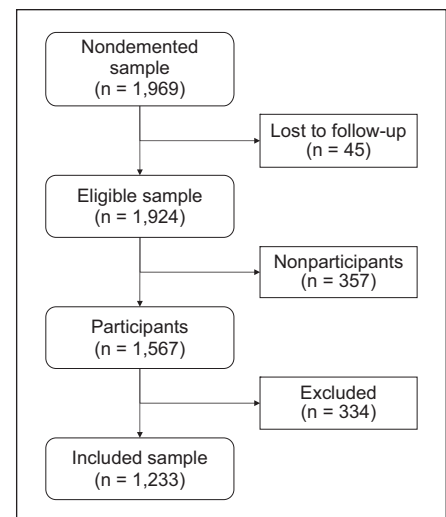 Nondemented
sample
(n = 1,969)
Lost to follow-up
(n = 45)
Eligible sample
(n = 1,924)
Nonparticipants
(n = 357)
Participants
(n = 1,567)
Excluded
(n = 334)
Included sample
(n = 1,233)